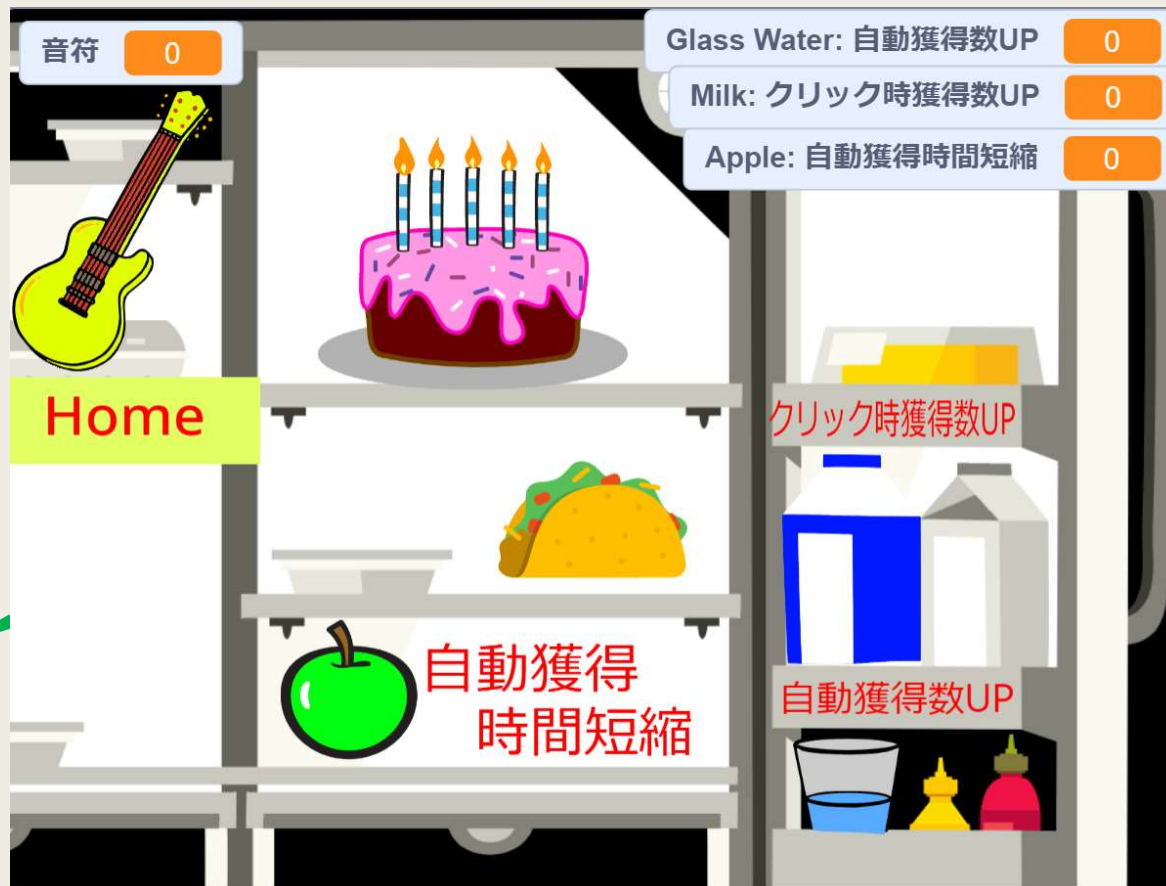 音符 0
Glass Water: 自動獲得数UP 0
Milk: クリック時獲得数UP 0
Apple: 自動獲得時間短縮 0
Home
クリック時獲得数UP
自動獲得
時間短縮
自動獲得数UP